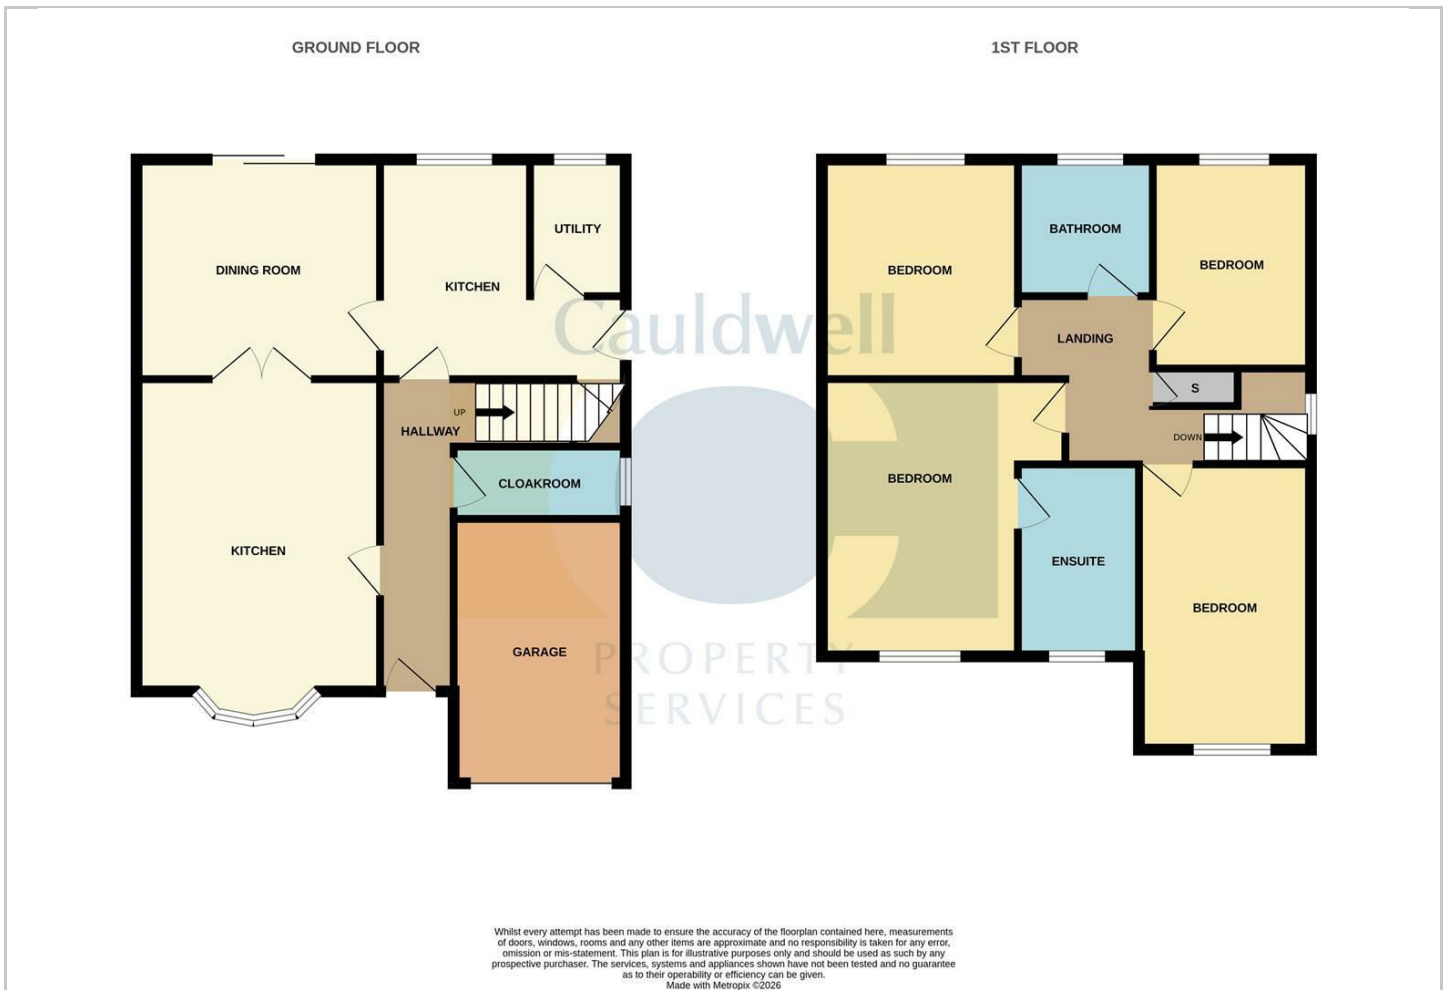 GROUND FLOOR
1ST FLOOR
DINING ROOM
KITCHEN
UTILITY
UP
HALLWAY
CLOAKROOM
KITCHEN
GARAGE
BEDROOM
BATHROOM
BEDROOM
LANDING
S
DOWN
BEDROOM
ENSUITE
BEDROOM
Cauldwell
PROPERTY
SERVICES
Whilst every attempt has been made to ensure the accuracy of the floorplan contained here, measurements
of doors, windows, rooms and any other items are approximate and no responsibility is taken for any error,
omission or mis-statement. This plan is for illustrative purposes only and should be used as such by any
prospective purchaser. The services, systems and appliances shown have not been tested and no guarantee
as to their operability or efficiency can be given.
Made with Metropix ©2026